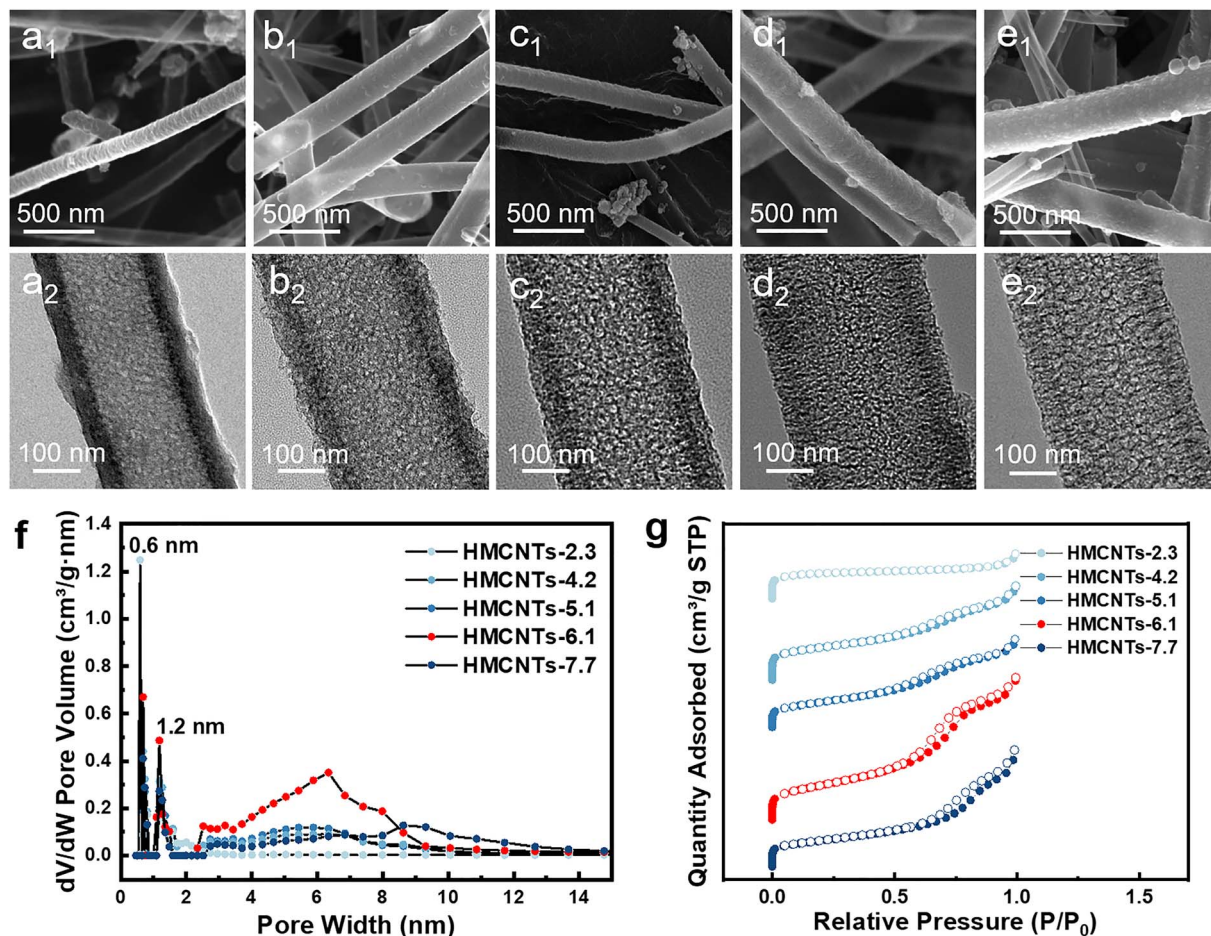 a₁ b₁ c₁ d₁ e₁
500 nm 500 nm 500 nm 500 nm 500 nm
a₂ b₂ c₂ d₂ e₂
100 nm 100 nm 100 nm 100 nm 100 nm
f
dV/dW Pore Volume (cm³/g·nm)
1.4
1.2
1.0
0.8
0.6
0.4
0.2
0.0
0.6 nm
1.2 nm
HMCNTs-2.3
HMCNTs-4.2
HMCNTs-5.1
HMCNTs-6.1
HMCNTs-7.7
0 2 4 6 8 10 12 14
Pore Width (nm)
g
Quantity Adsorbed (cm³/g STP)
HMCNTs-2.3
HMCNTs-4.2
HMCNTs-5.1
HMCNTs-6.1
HMCNTs-7.7
0.0 0.5 1.0 1.5
Relative Pressure (P/P₀)